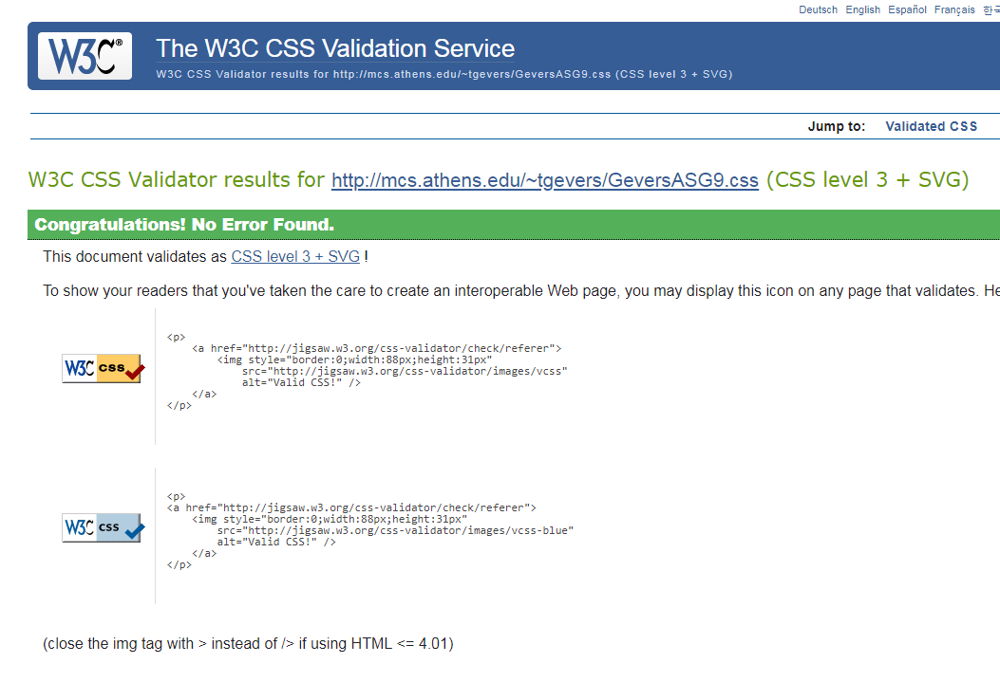 Deutsch English Español Français
W3C®
The W3C CSS Validation Service
W3C CSS Validator results for http://mcs.athens.edu/~tgevers/GeversASG9.css (CSS level 3 + SVG)
Jump to: Validated CSS
W3C CSS Validator results for http://mcs.athens.edu/~tgevers/GeversASG9.css (CSS level 3 + SVG)
Congratulations! No Error Found.
This document validates as CSS level 3 + SVG !
To show your readers that you've taken the care to create an interoperable Web page, you may display this icon on any page that validates. He
W3C css
<p>
<a href="http://jigsaw.w3.org/css-validator/check/referer">
<img style="border:0;width:88px;height:31px"
src="http://jigsaw.w3.org/css-validator/images/vcss"
alt="Valid CSS!" />
</a>
</p>
W3C css
<p>
<a href="http://jigsaw.w3.org/css-validator/check/referer">
<img style="border:0;width:88px;height:31px"
src="http://jigsaw.w3.org/css-validator/images/vcss-blue"
alt="Valid CSS!" />
</a>
</p>
(close the img tag with > instead of /> if using HTML <= 4.01)